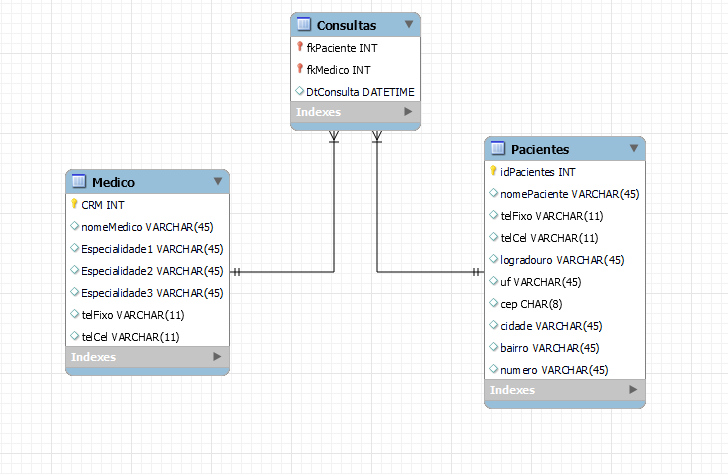 Consultas
fkPaciente INT
fkMedico INT
DtConsulta DATETIME
Indexes
Medico
CRM INT
nomeMedico VARCHAR(45)
Especialidade1 VARCHAR(45)
Especialidade2 VARCHAR(45)
Especialidade3 VARCHAR(45)
telFixo VARCHAR(11)
telCel VARCHAR(11)
Indexes
Pacientes
idPacientes INT
nomePaciente VARCHAR(45)
telFixo VARCHAR(11)
telCel VARCHAR(11)
logradouro VARCHAR(45)
uf VARCHAR(45)
cep CHAR(8)
cidade VARCHAR(45)
bairro VARCHAR(45)
numero VARCHAR(45)
Indexes